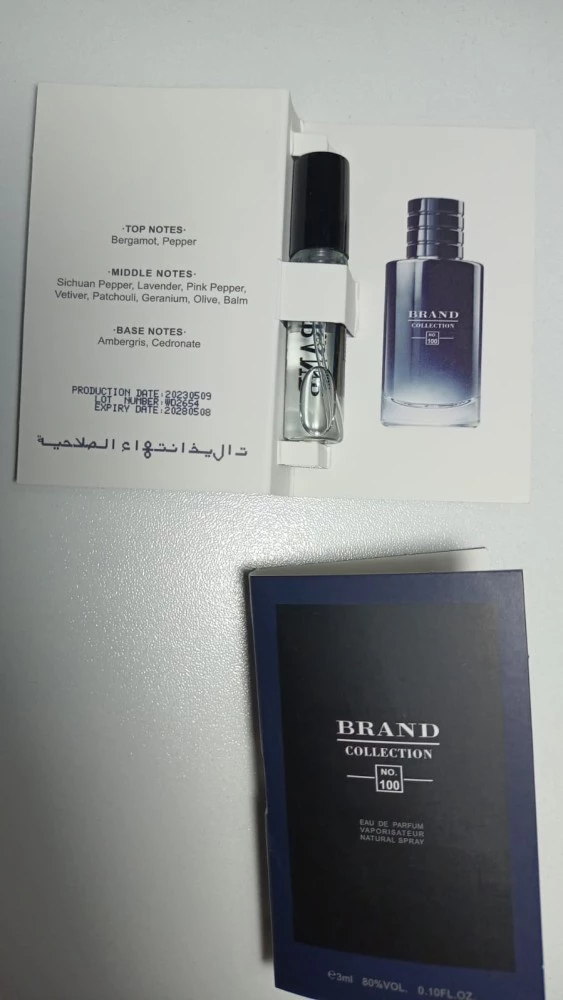 ·TOP NOTES·
Bergamot, Pepper
·MIDDLE NOTES·
Sichuan Pepper, Lavender, Pink Pepper,
Vetiver, Patchouli, Geranium, Olive, Balm
·BASE NOTES·
Ambergris, Cedronate
PRODUCTION DATE:20230509
LOT NUMBER:WD2654
EXPIRY DATE:20280508
BRAND
COLLECTION
NO.
100
BRAND
COLLECTION
NO.
100
EAU DE PARFUM
VAPORISATEUR
NATURAL SPRAY
℮3ml 80%VOL. 0.10FL.OZ.